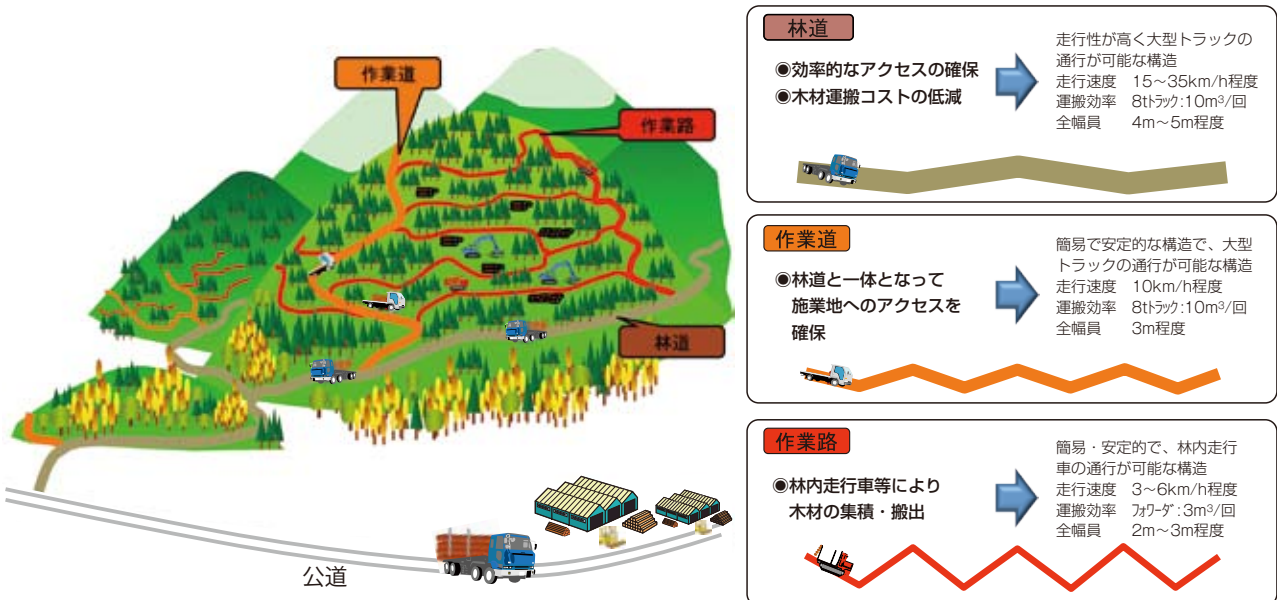 作業道
作業路
林道
公道
林道
◉効率的なアクセスの確保
◉木材運搬コストの低減
走行性が高く大型トラックの
通行が可能な構造
走行速度 15~35km/h程度
運搬効率 8tトラック:10m³/回
全幅員 4m~5m程度
作業道
◉林道と一体となって
施業地へのアクセスを
確保
簡易で安定的な構造で、大型
トラックの通行が可能な構造
走行速度 10km/h程度
運搬効率 8tトラック:10m³/回
全幅員 3m程度
作業路
◉林内走行車等により
木材の集積・搬出
簡易・安定的で、林内走行
車の通行が可能な構造
走行速度 3~6km/h程度
運搬効率 フォワーダ:3m³/回
全幅員 2m~3m程度